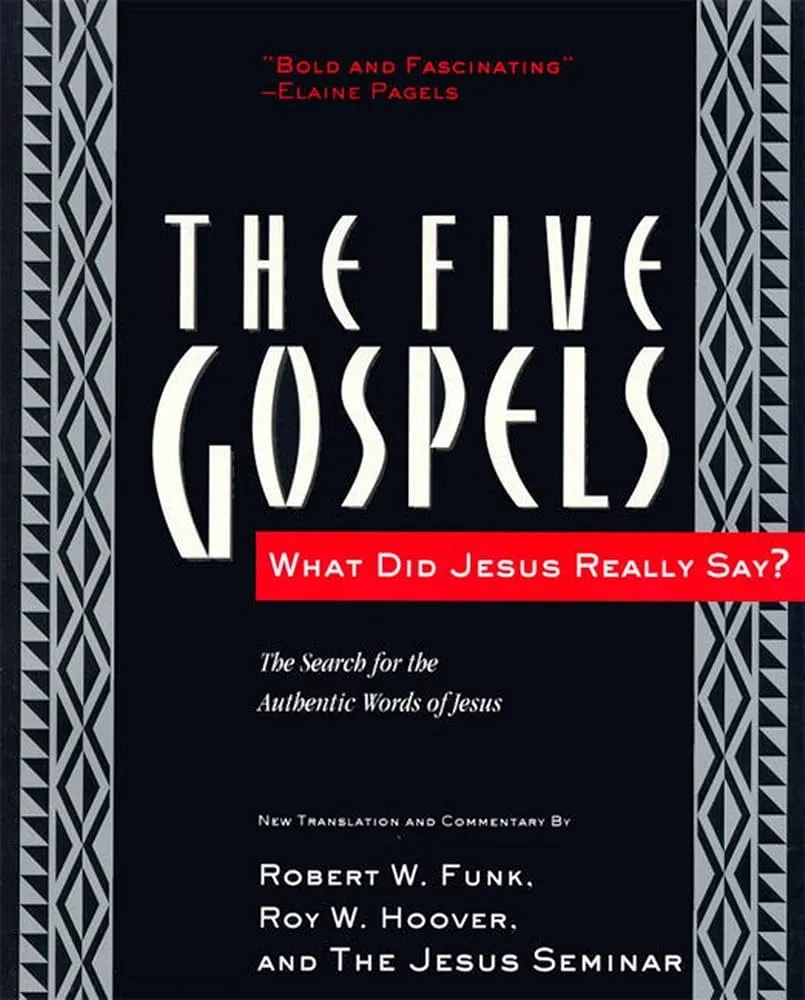 "Bold and Fascinating"
–Elaine Pagels
The Five
Gospels
What Did Jesus Really Say?
The Search for the
Authentic Words of Jesus
New Translation and Commentary By
Robert W. Funk,
Roy W. Hoover,
and The Jesus Seminar